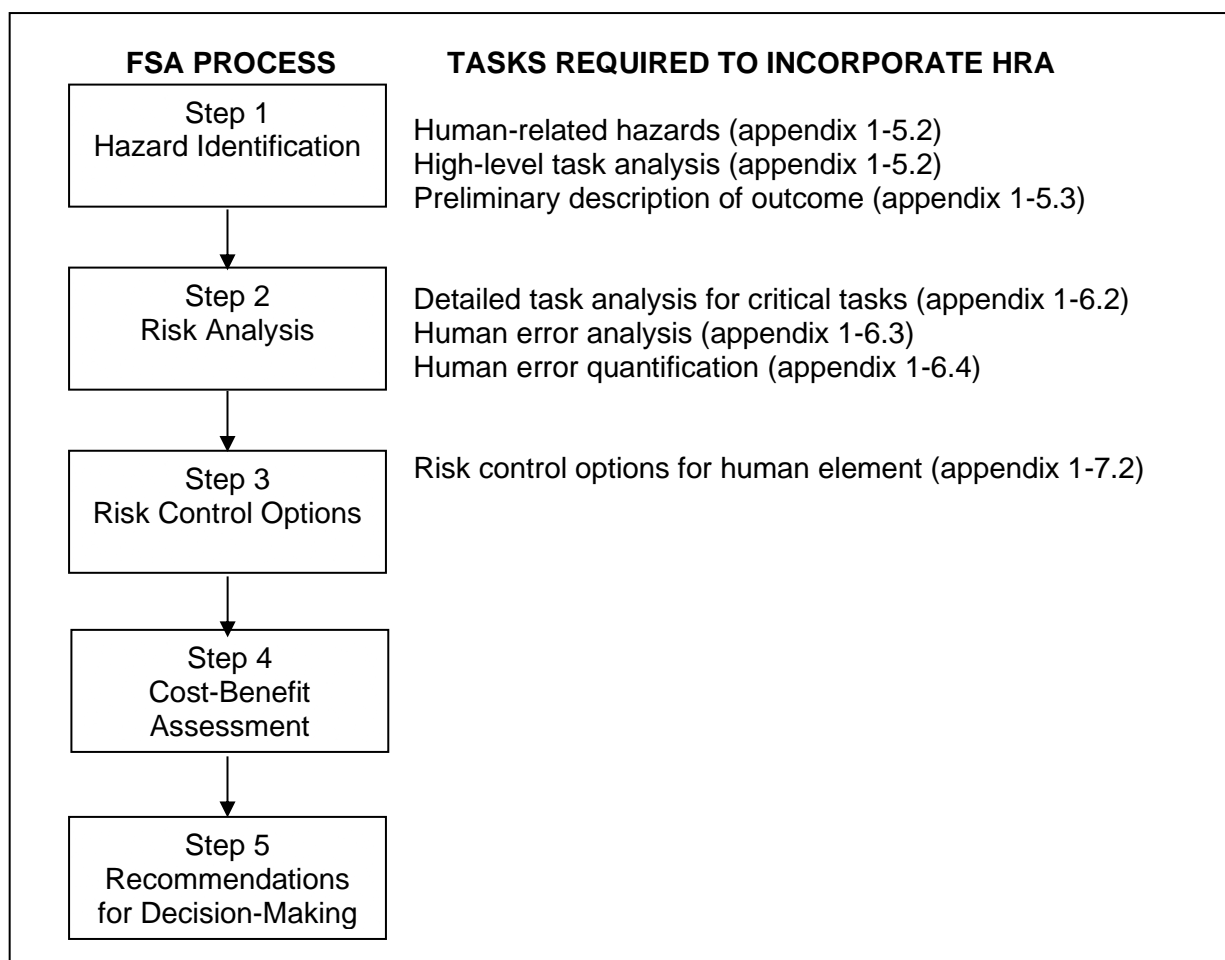 FSA PROCESS
TASKS REQUIRED TO INCORPORATE HRA
Step 1
Hazard Identification
Human-related hazards (appendix 1-5.2)
High-level task analysis (appendix 1-5.2)
Preliminary description of outcome (appendix 1-5.3)
Step 2
Risk Analysis
Detailed task analysis for critical tasks (appendix 1-6.2)
Human error analysis (appendix 1-6.3)
Human error quantification (appendix 1-6.4)
Step 3
Risk Control Options
Risk control options for human element (appendix 1-7.2)
Step 4
Cost-Benefit
Assessment
Step 5
Recommendations
for Decision-Making